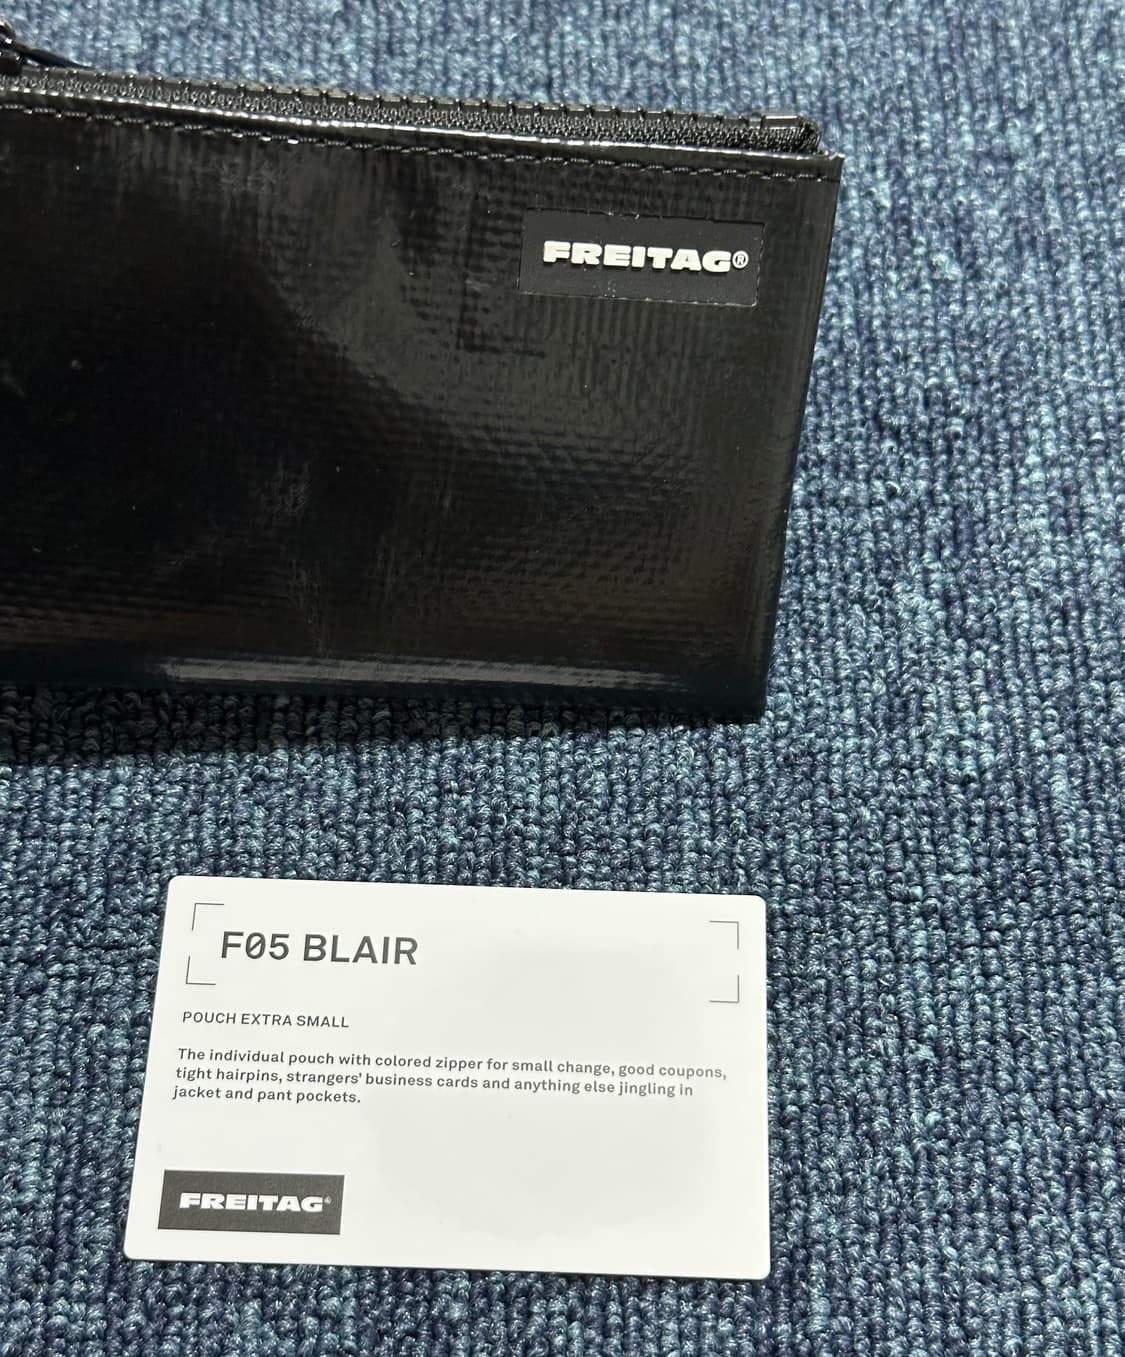 FREITAG®
F05 BLAIR
POUCH EXTRA SMALL
The individual pouch with colored zipper for small change, good coupons,
tight hairpins, strangers' business cards and anything else jingling in
jacket and pant pockets.
FREITAG®